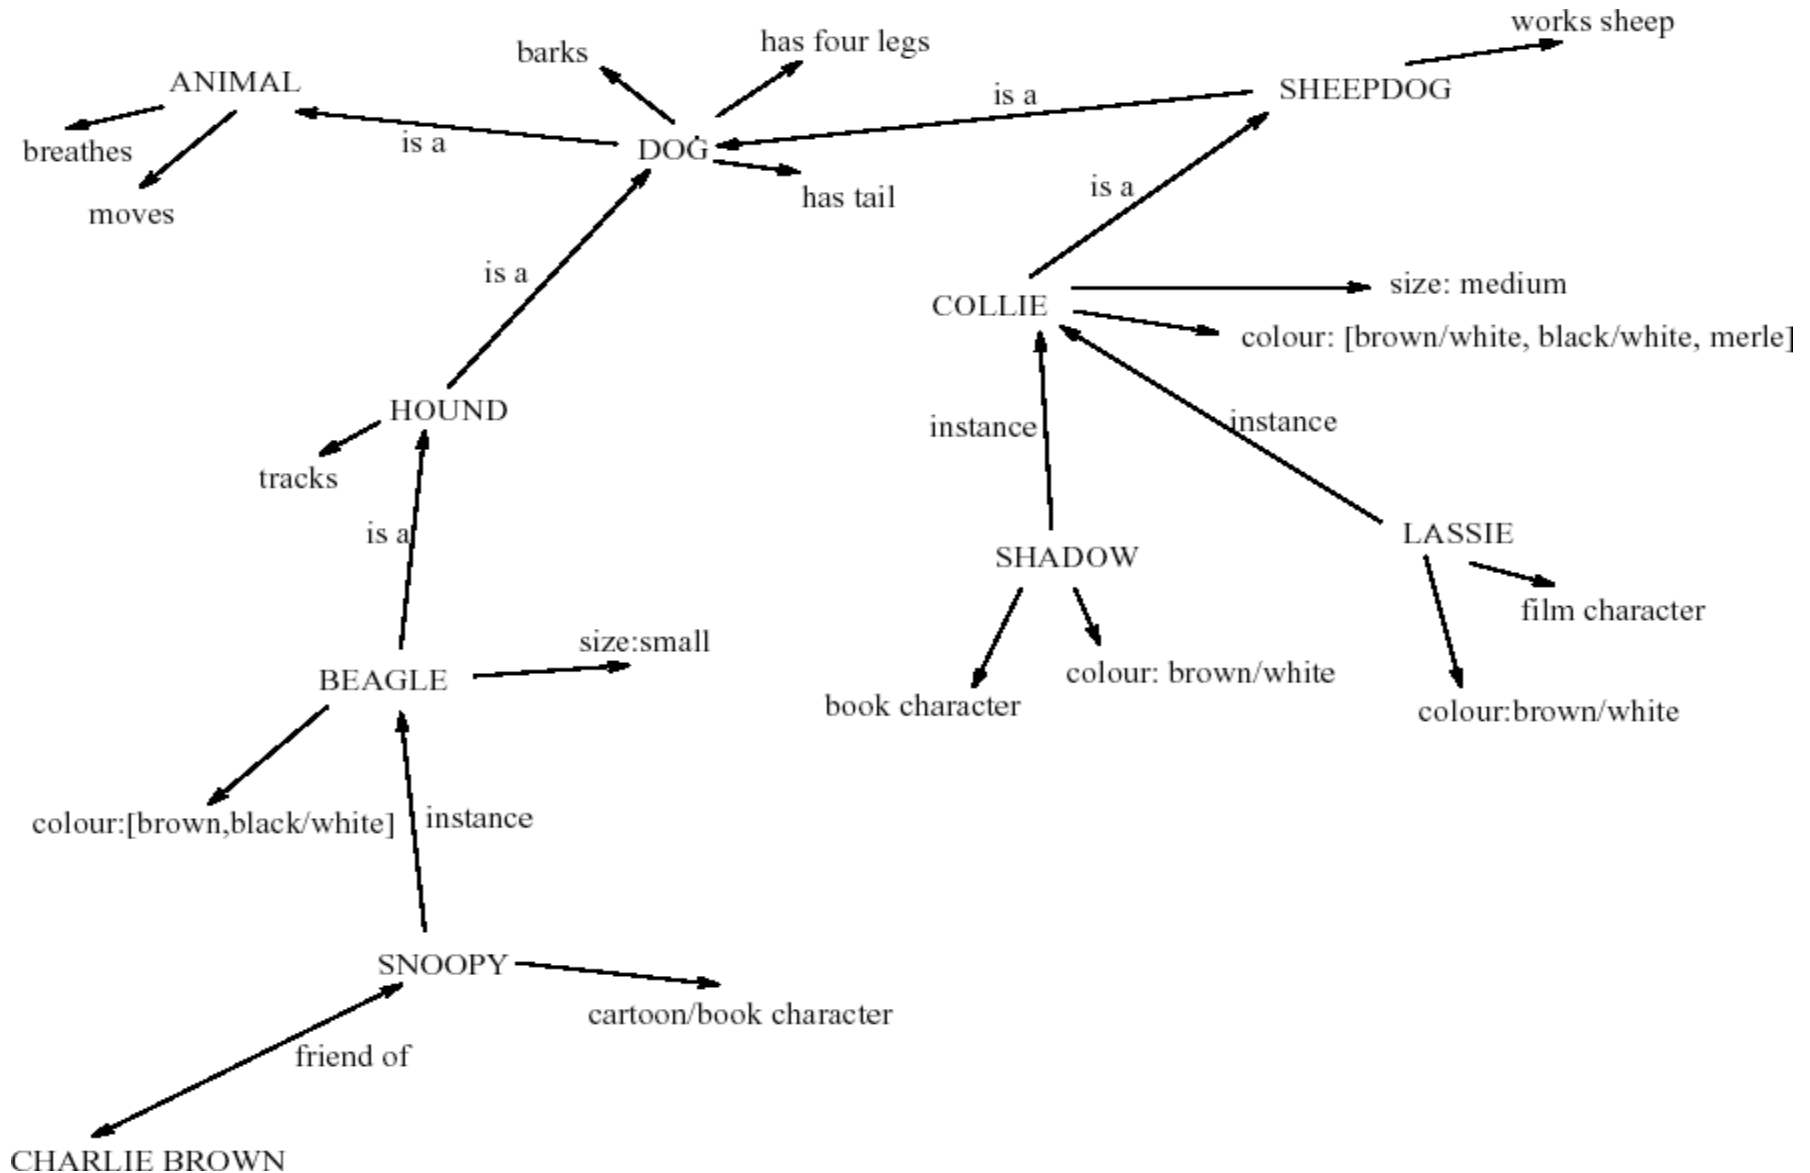 works sheep
has four legs
barks
ANIMAL
SHEEPDOG
is a
is a
DOG
breathes
is a
has tail
moves
is a
size: medium
COLLIE
colour: [brown/white, black/white, merle]
HOUND
instance
instance
tracks
is a
LASSIE
SHADOW
film character
size:small
colour: brown/white
BEAGLE
book character
colour:brown/white
colour:[brown,black/white]
instance
SNOOPY
cartoon/book character
friend of
CHARLIE BROWN